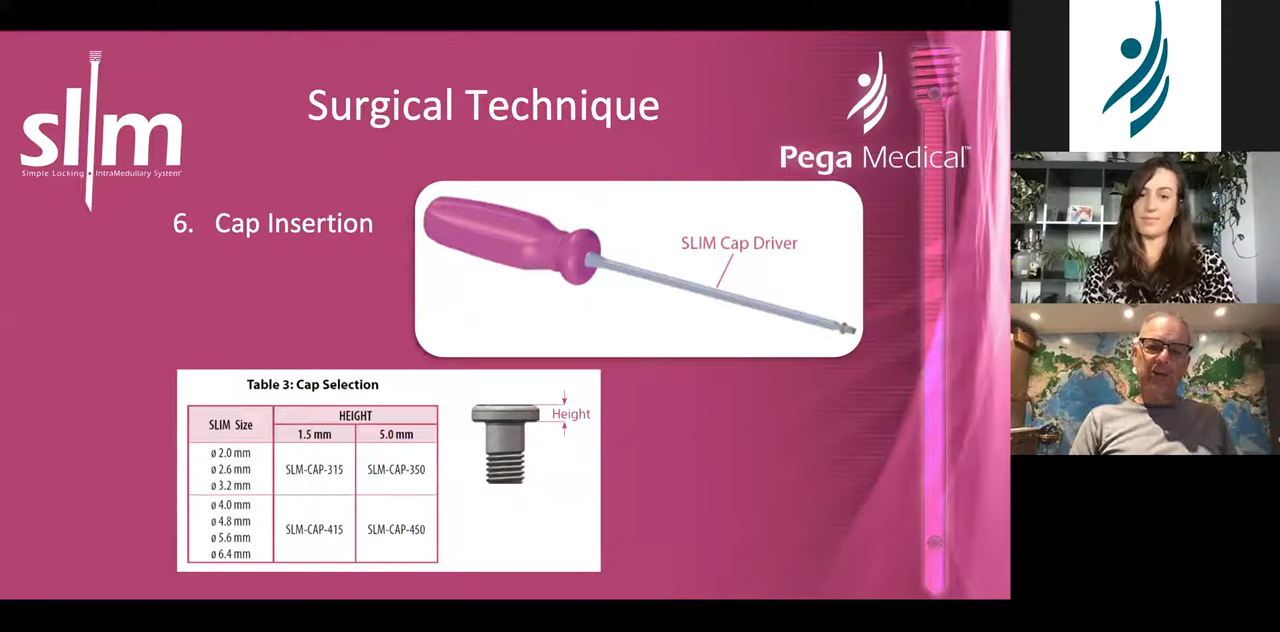 slim
Simple Locking • IntraMedullary System™
Surgical Technique
Pega Medical™
6. Cap Insertion
SLIM Cap Driver
Table 3: Cap Selection
SLIM Size
HEIGHT
1.5 mm 5.0 mm
ø 2.0 mm
ø 2.6 mm
ø 3.2 mm
SLM-CAP-315 SLM-CAP-350
ø 4.0 mm
ø 4.8 mm
ø 5.6 mm
ø 6.4 mm
SLM-CAP-415 SLM-CAP-450
Height